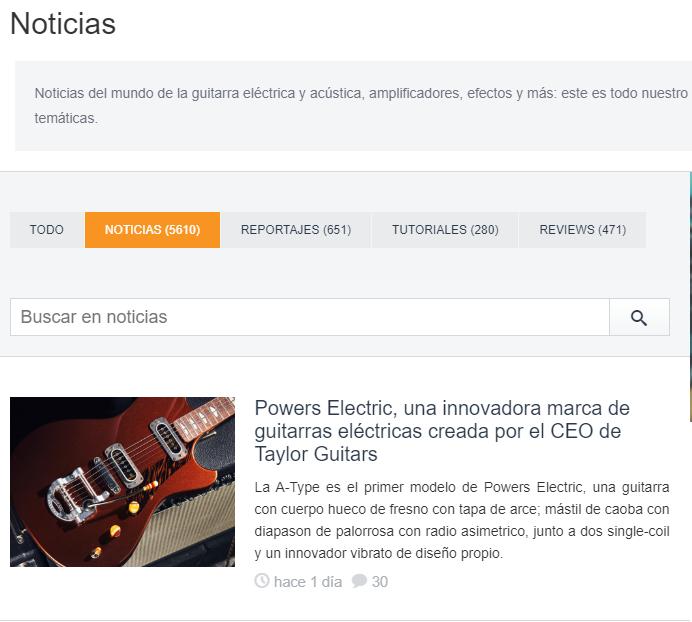 Noticias
Noticias del mundo de la guitarra eléctrica y acústica, amplificadores, efectos y más: este es todo nuestro
temáticas.
TODO NOTICIAS (5610) REPORTAJES (651) TUTORIALES (280) REVIEWS (471)
Buscar en noticias
Powers Electric, una innovadora marca de
guitarras eléctricas creada por el CEO de
Taylor Guitars
La A-Type es el primer modelo de Powers Electric, una guitarra
con cuerpo hueco de fresno con tapa de arce; mástil de caoba con
diapason de palorrosa con radio asimetrico, junto a dos single-coil
y un innovador vibrato de diseño propio.
hace 1 día 30